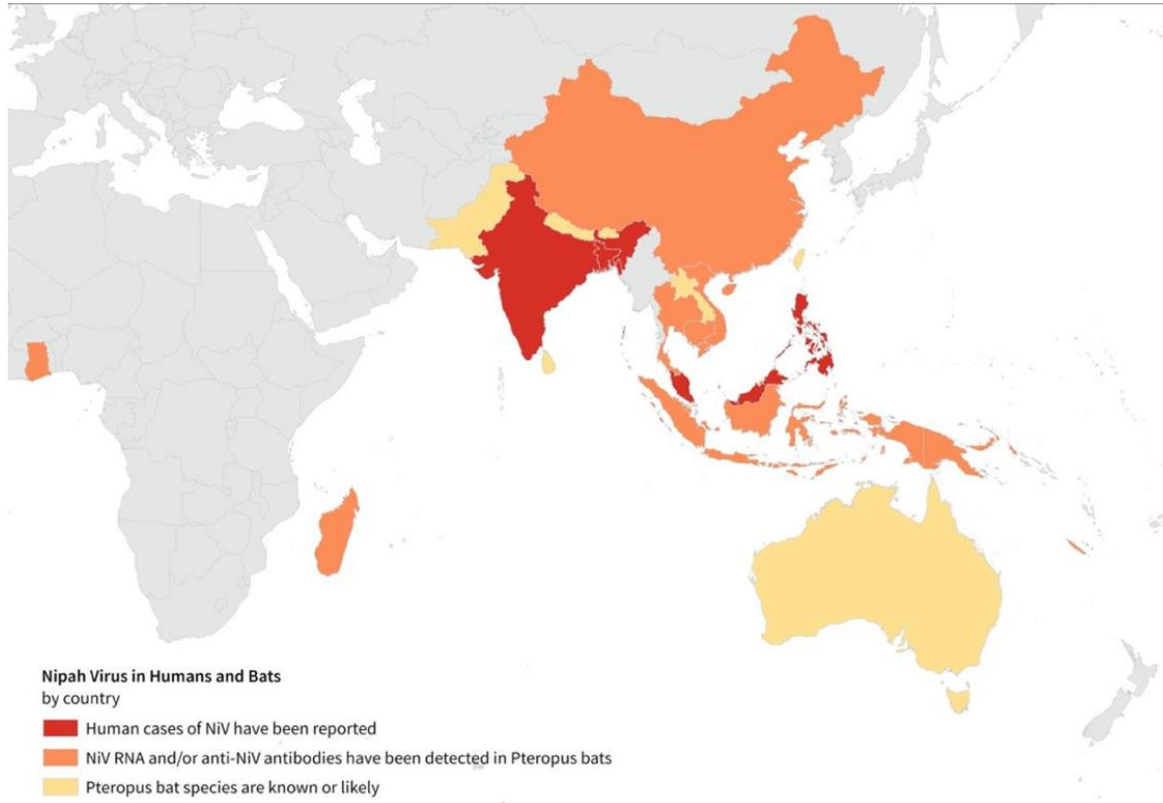 Nipah Virus in Humans and Bats
by country
Human cases of NiV have been reported
NiV RNA and/or anti-NiV antibodies have been detected in Pteropus bats
Pteropus bat species are known or likely